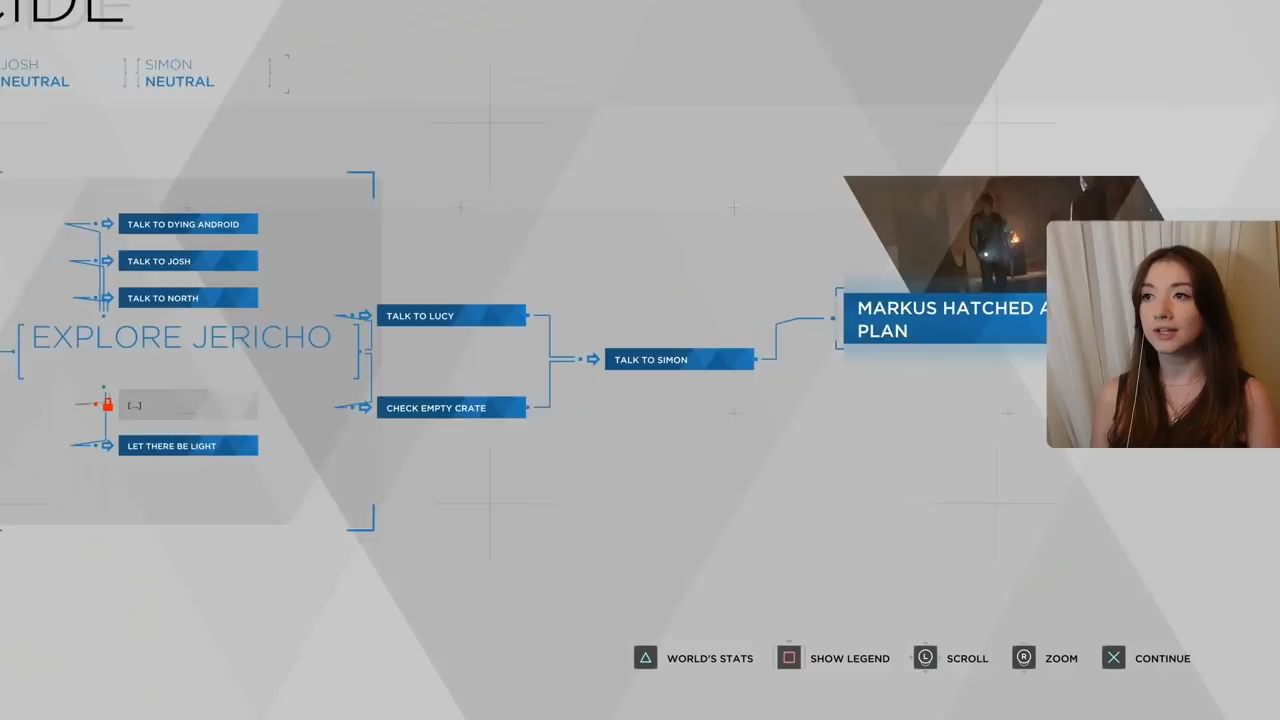 JOSH
NEUTRAL
SIMON
NEUTRAL
TALK TO DYING ANDROID
TALK TO JOSH
TALK TO NORTH
EXPLORE JERICHO
[...]
LET THERE BE LIGHT
TALK TO LUCY
CHECK EMPTY CRATE
TALK TO SIMON
MARKUS HATCHED A
PLAN
WORLD'S STATS
SHOW LEGEND
L
SCROLL
R
ZOOM
CONTINUE